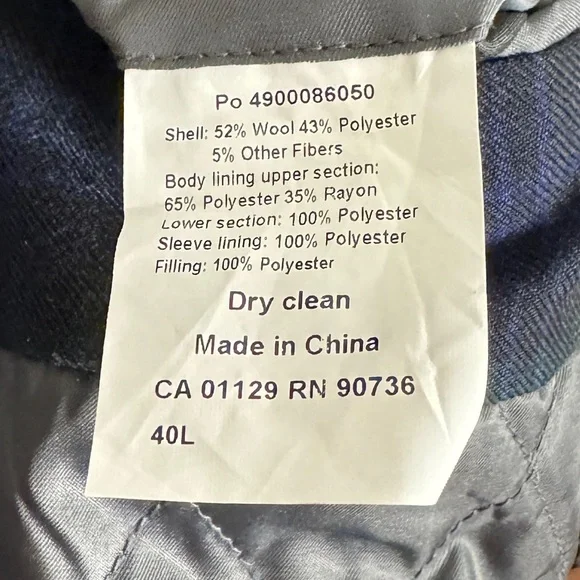 Po 4900086050
Shell: 52% Wool 43% Polyester
5% Other Fibers
Body lining upper section:
65% Polyester 35% Rayon
Lower section: 100% Polyester
Sleeve lining: 100% Polyester
Filling: 100% Polyester
Dry clean
Made in China
CA 01129 RN 90736
40L